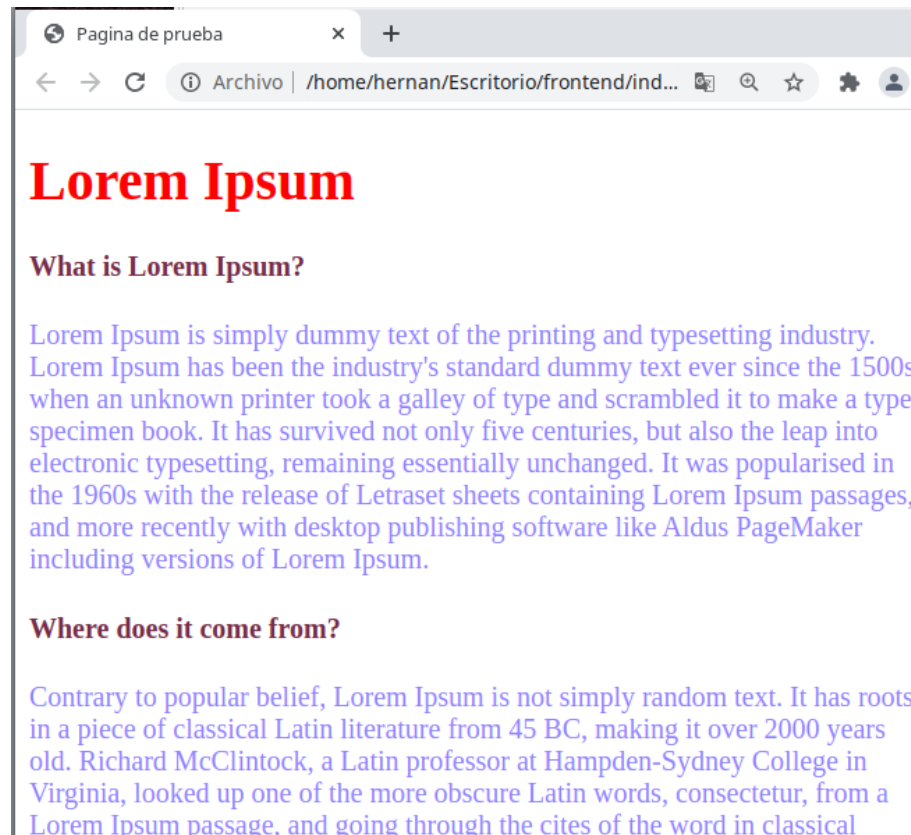 Pagina de prueba
Archivo /home/hernan/Escritorio/frontend/ind...
Lorem Ipsum
What is Lorem Ipsum?
Lorem Ipsum is simply dummy text of the printing and typesetting industry.
Lorem Ipsum has been the industry's standard dummy text ever since the 1500s
when an unknown printer took a galley of type and scrambled it to make a type
specimen book. It has survived not only five centuries, but also the leap into
electronic typesetting, remaining essentially unchanged. It was popularised in
the 1960s with the release of Letraset sheets containing Lorem Ipsum passages,
and more recently with desktop publishing software like Aldus PageMaker
including versions of Lorem Ipsum.
Where does it come from?
Contrary to popular belief, Lorem Ipsum is not simply random text. It has roots
in a piece of classical Latin literature from 45 BC, making it over 2000 years
old. Richard McClintock, a Latin professor at Hampden-Sydney College in
Virginia, looked up one of the more obscure Latin words, consectetur, from a
Lorem Ipsum passage, and going through the cites of the word in classical